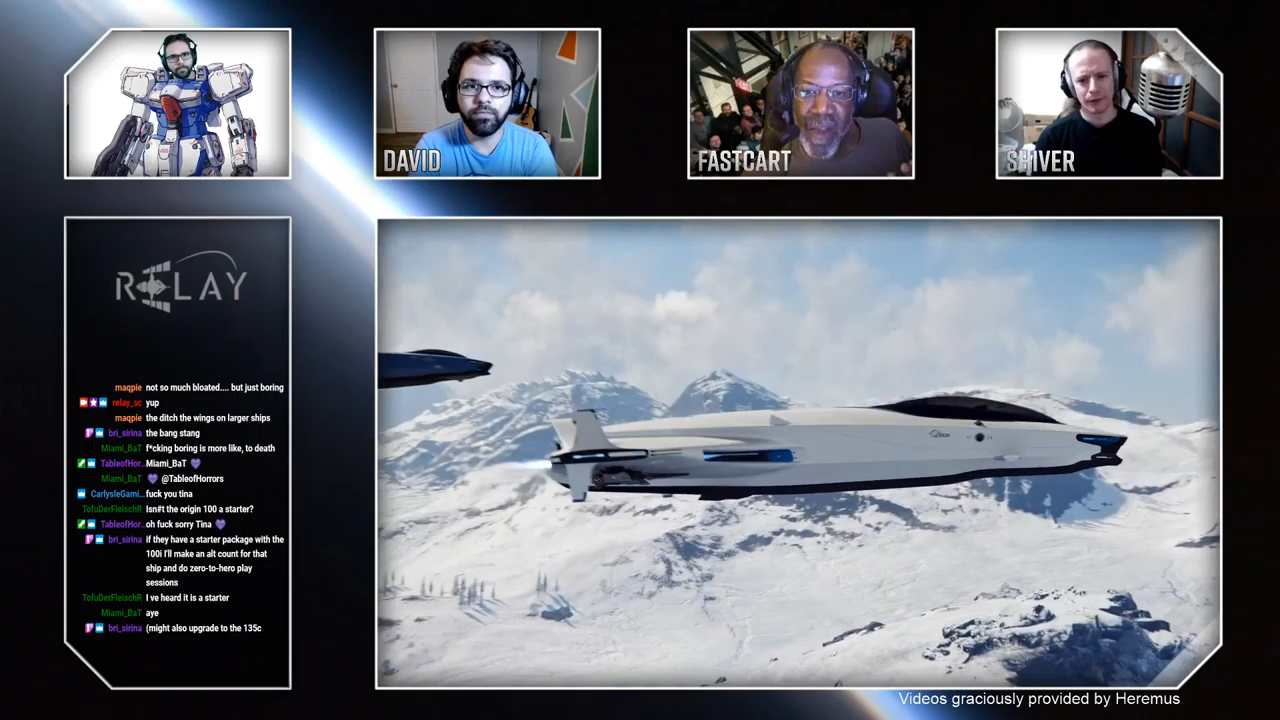 DAVID
FASTCART
SHIVER
RELAY
maqpie not so much bloated.... but just boring
relay_sc yup
maqpie the ditch the wings on larger ships
bri_sirina the bang stang
Miami_BaT f*cking boring is more like, to death
TableofHor... Miami_BaT 💜
Miami_BaT 💜 @TableofHorrors
CarlysleGami... fuck you tina
TofuDerFleischR Isn#t the origin 100 a starter?
TableofHor... oh fuck sorry Tina 💜
bri_sirina if they have a starter package with the
100i I'll make an alt count for that
ship and do zero-to-hero play
sessions
TofuDerFleischR I ve heard it is a starter
Miami_BaT aye
bri_sirina (might also upgrade to the 135c
Videos graciously provided by Heremus